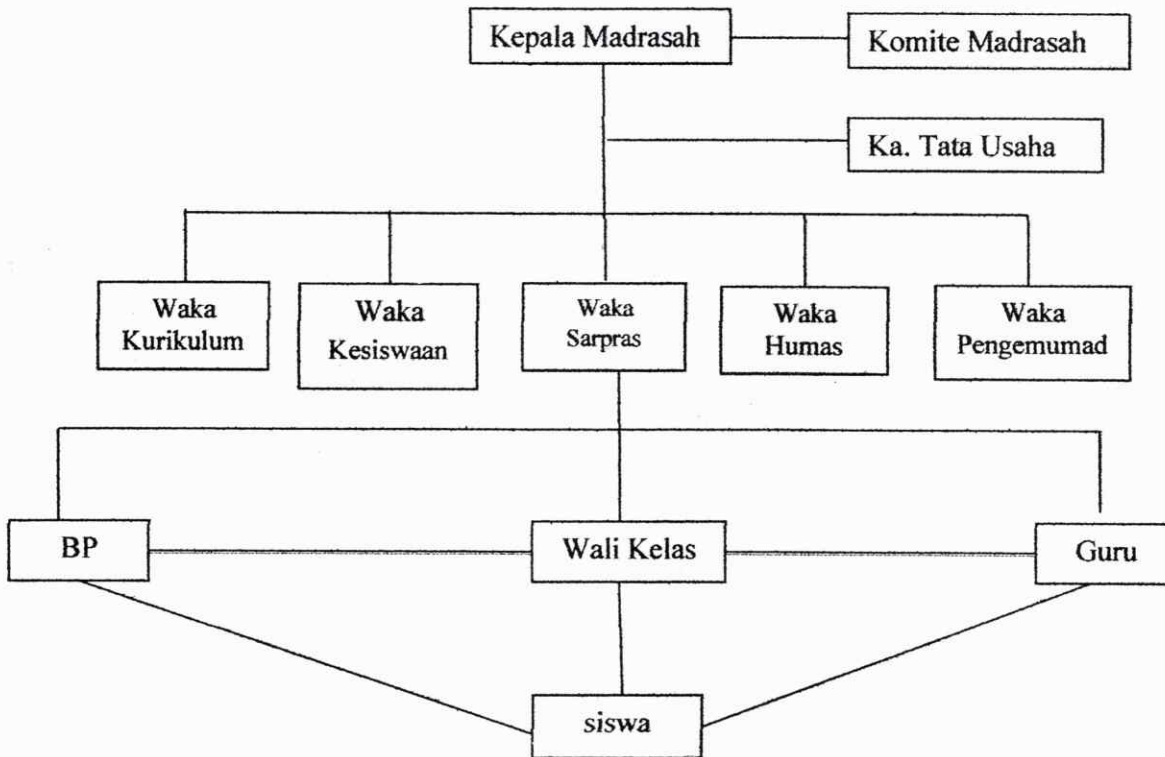 Kepala Madrasah
Komite Madrasah
Ka. Tata Usaha
Waka
Kurikulum
Waka
Kesiswaan
Waka
Sarpras
Waka
Humas
Waka
Pengemumad
BP
Wali Kelas
Guru
siswa